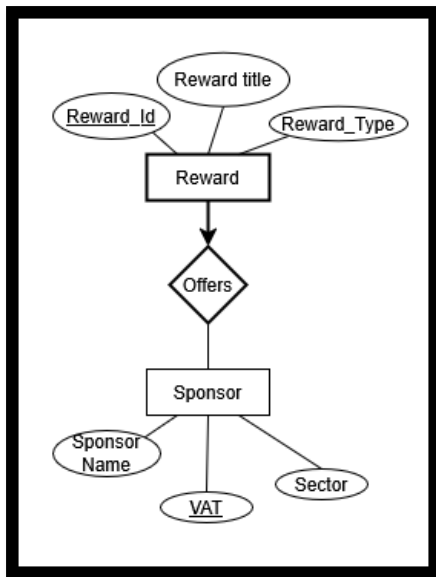 Reward title
Reward_Id
Reward_Type
Reward
Offers
Sponsor
Sponsor
Name
Sector
VAT